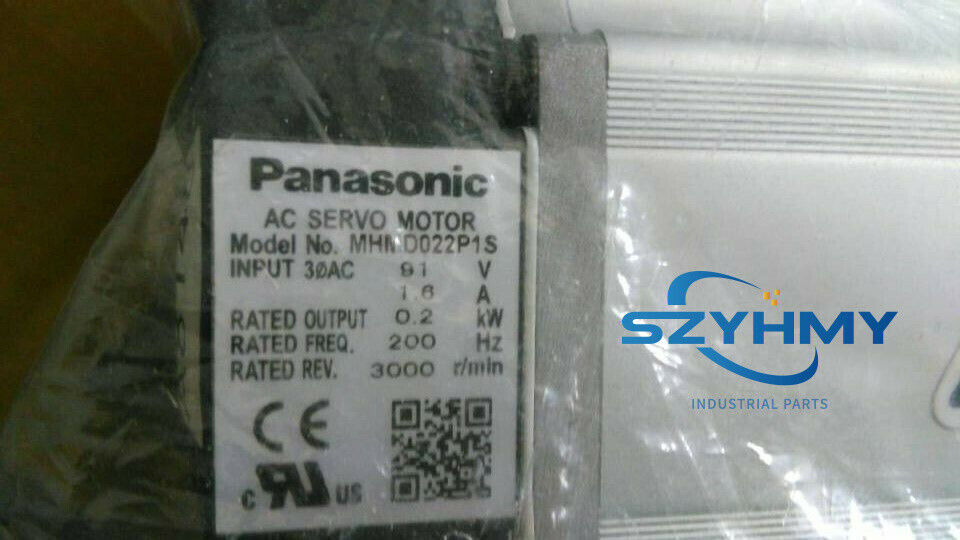 Panasonic
AC SERVO MOTOR
Model No. MHMD022P1S
INPUT 3øAC 91 V
1.6 A
RATED OUTPUT 0.2 kW
RATED FREQ. 200 Hz
RATED REV. 3000 r/min
CE
c RU US
SZYHMY
INDUSTRIAL PARTS